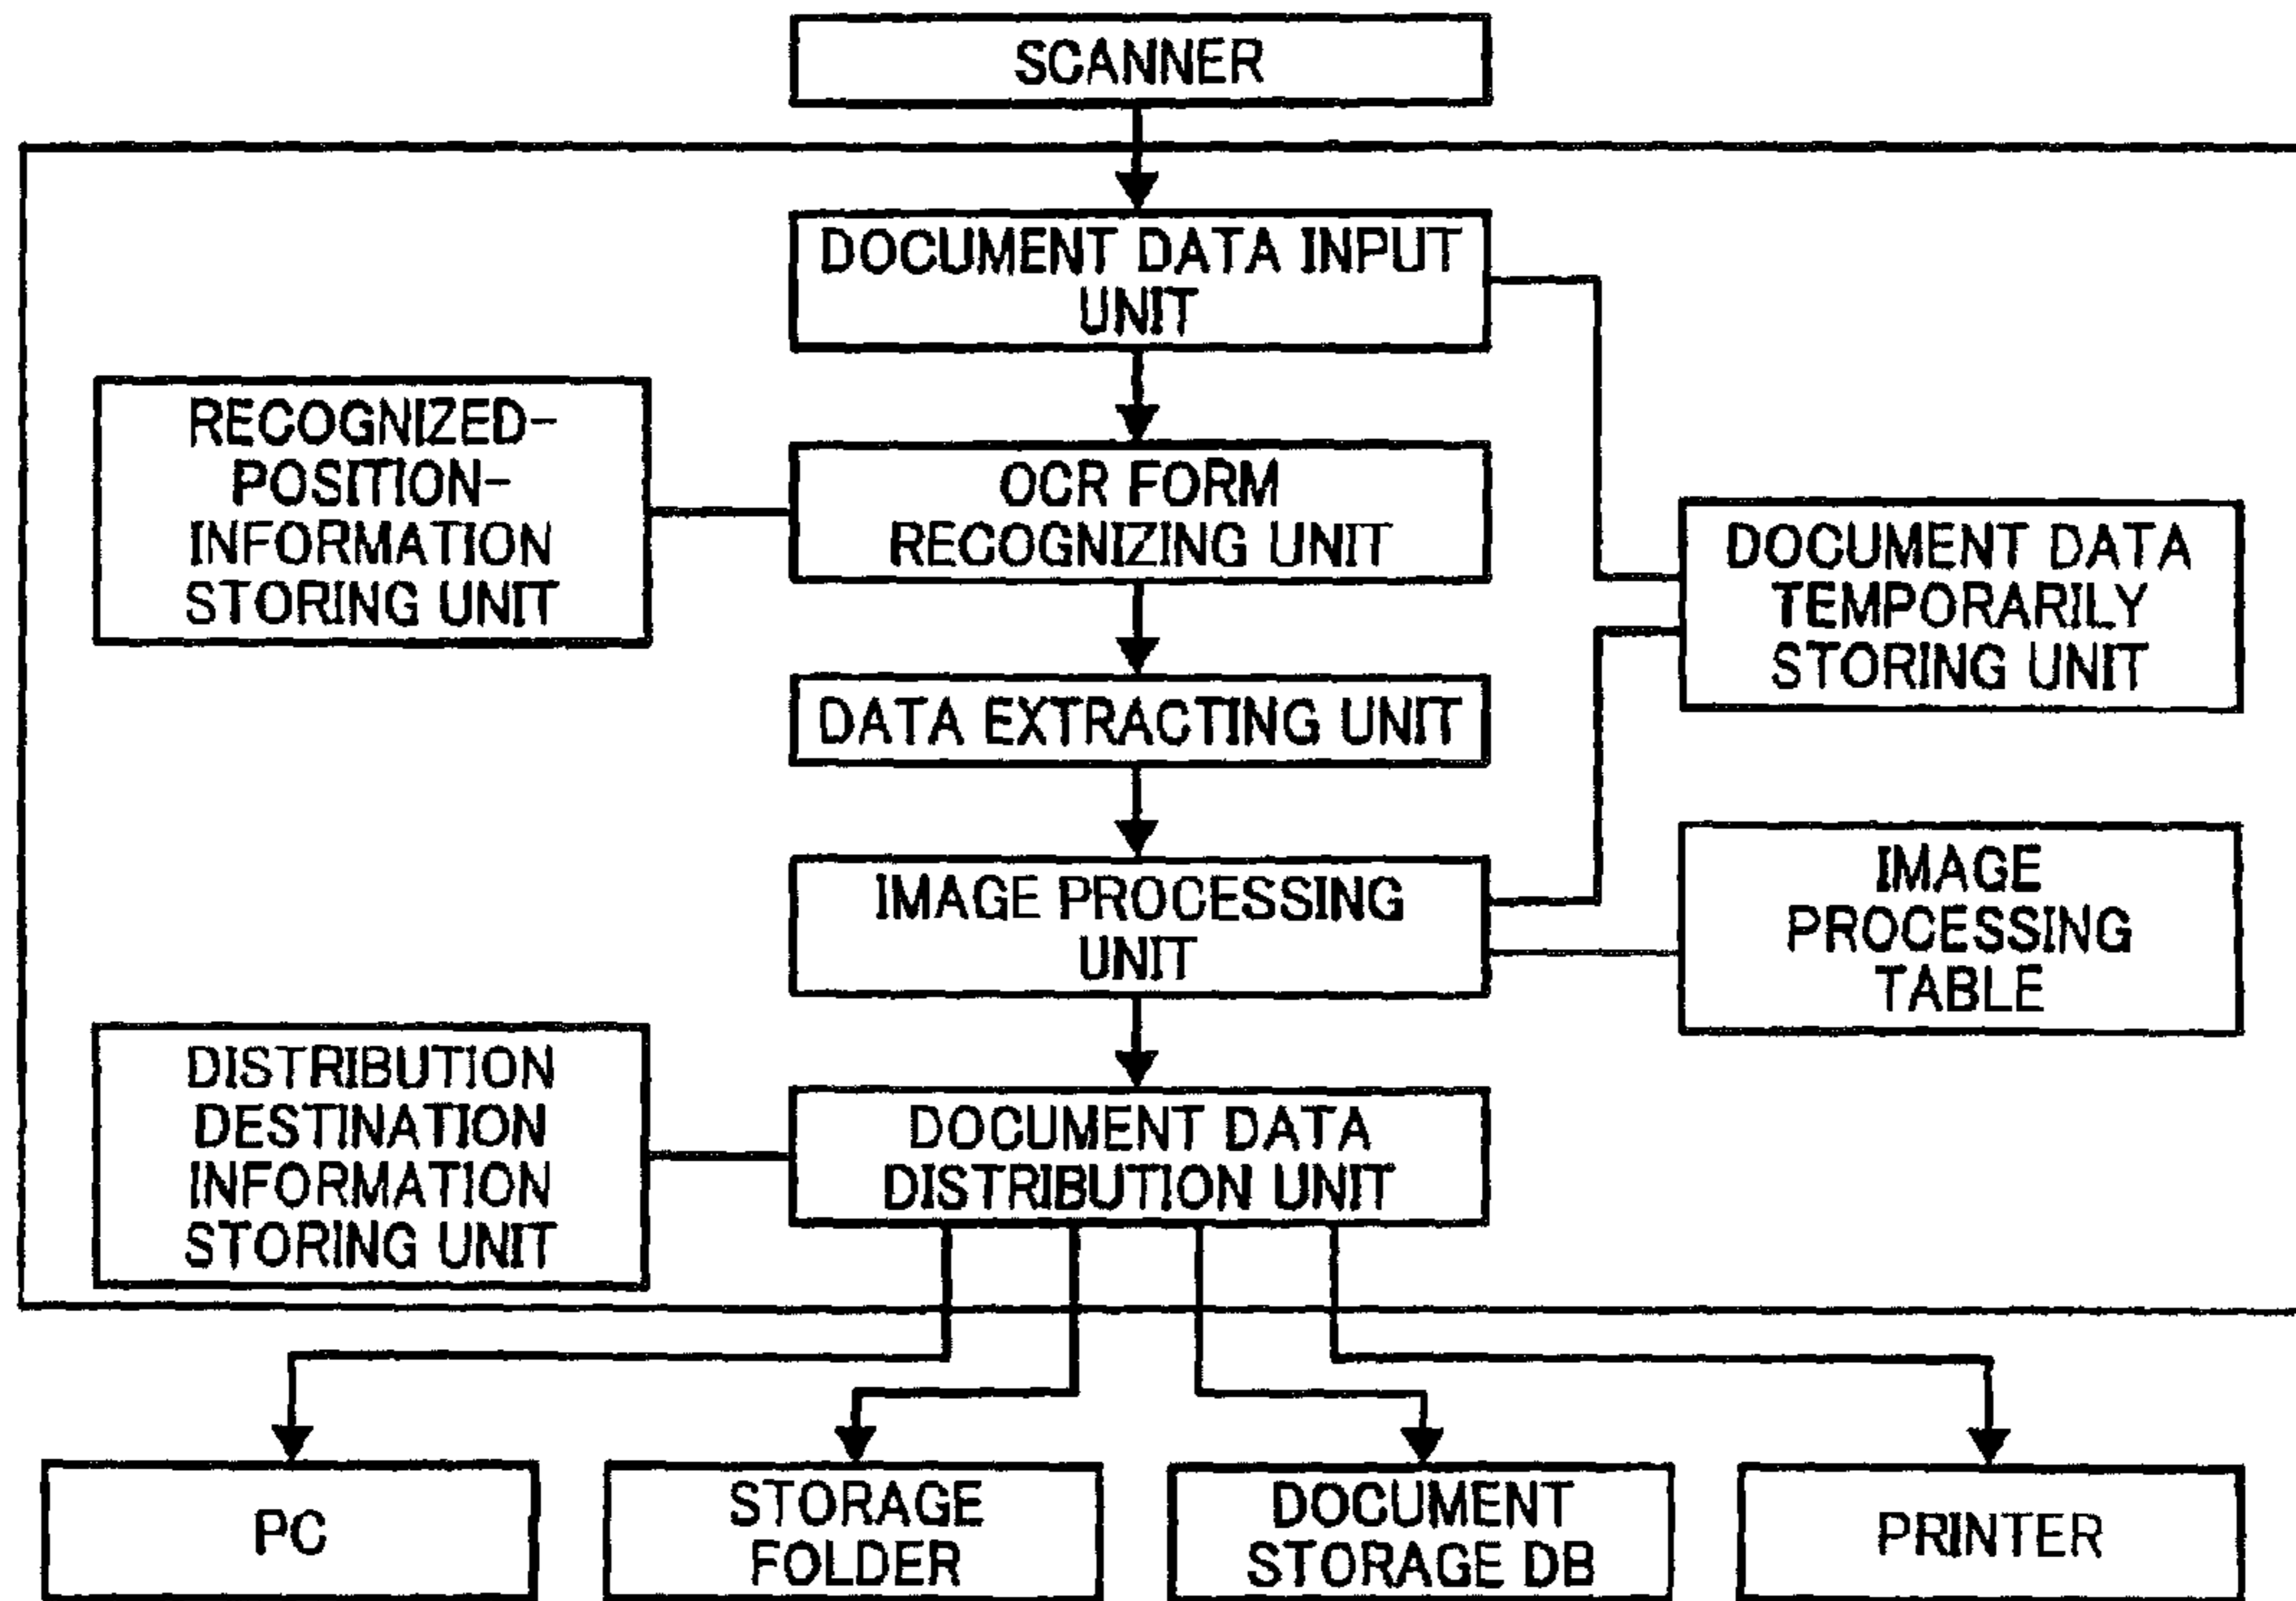 SCANNER
DOCUMENT DATA INPUT
UNIT
RECOGNIZED-
POSITION-
INFORMATION
STORING UNIT
OCR FORM
RECOGNIZING UNIT
DOCUMENT DATA
TEMPORARILY
STORING UNIT
DATA EXTRACTING UNIT
IMAGE PROCESSING
UNIT
IMAGE
PROCESSING
TABLE
DISTRIBUTION
DESTINATION
INFORMATION
STORING UNIT
DOCUMENT DATA
DISTRIBUTION UNIT
PC
STORAGE
FOLDER
DOCUMENT
STORAGE DB
PRINTER